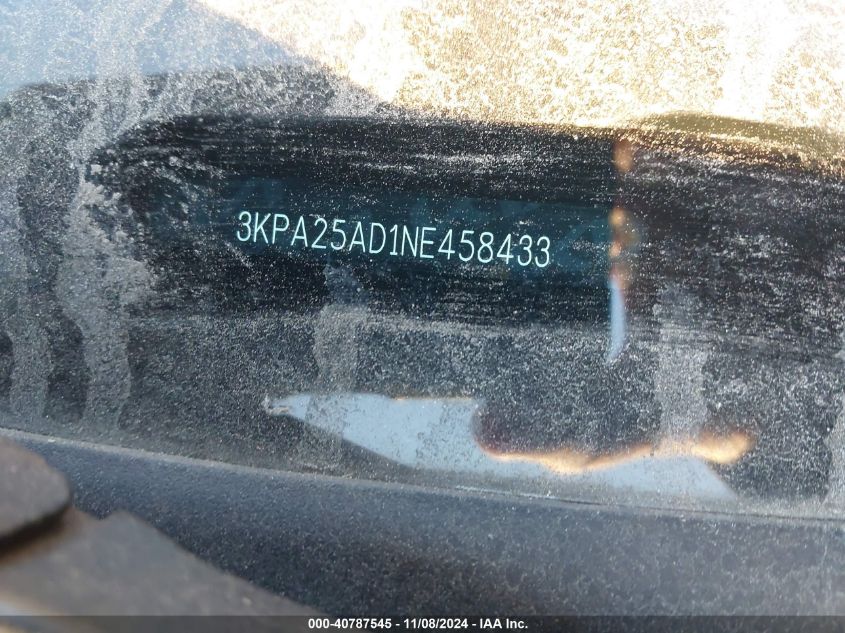 3KPA25AD1NE458433
000-40787545 - 11/08/2024 - IAA Inc.